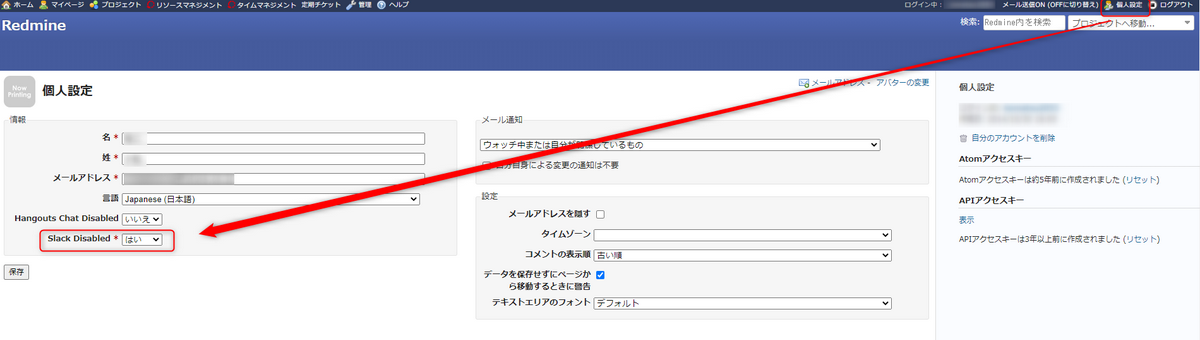 ホーム マイページ プロジェクト リソースマネジメント タイムマネジメント 定期チケット 管理 ヘルプ
ログイン中： メール送信ON (OFFに切り替え) 個人設定 ログアウト
Redmine
検索: Redmine内を検索 プロジェクトへ移動...
Now
Printing
個人設定
メールアドレス アバターの変更
情報
名 *
姓 *
メールアドレス *
言語 Japanese (日本語)
Hangouts Chat Disabled いいえ
Slack Disabled * はい
保存
メール通知
ウォッチ中または自分が関係しているもの
自分自身による変更の通知は不要
設定
メールアドレスを隠す
タイムゾーン
コメントの表示順 古い順
データを保存せずにページか
ら移動するときに警告
テキストエリアのフォント デフォルト
個人設定
自分のアカウントを削除
Atomアクセスキー
Atomアクセスキーは約5年前に作成されました (リセット)
APIアクセスキー
表示
APIアクセスキーは3年以上前に作成されました (リセット)